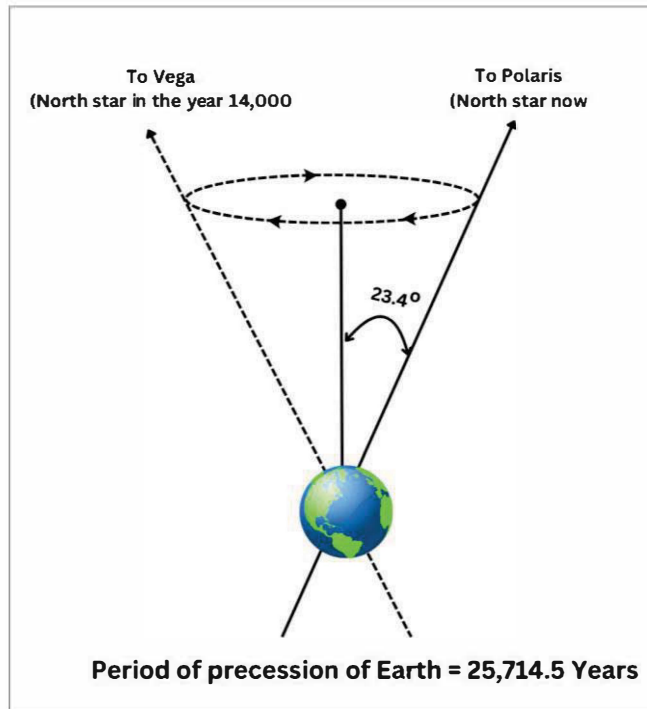 To Vega
(North star in the year 14,000
To Polaris
(North star now
23.4º
Period of precession of Earth = 25,714.5 Years